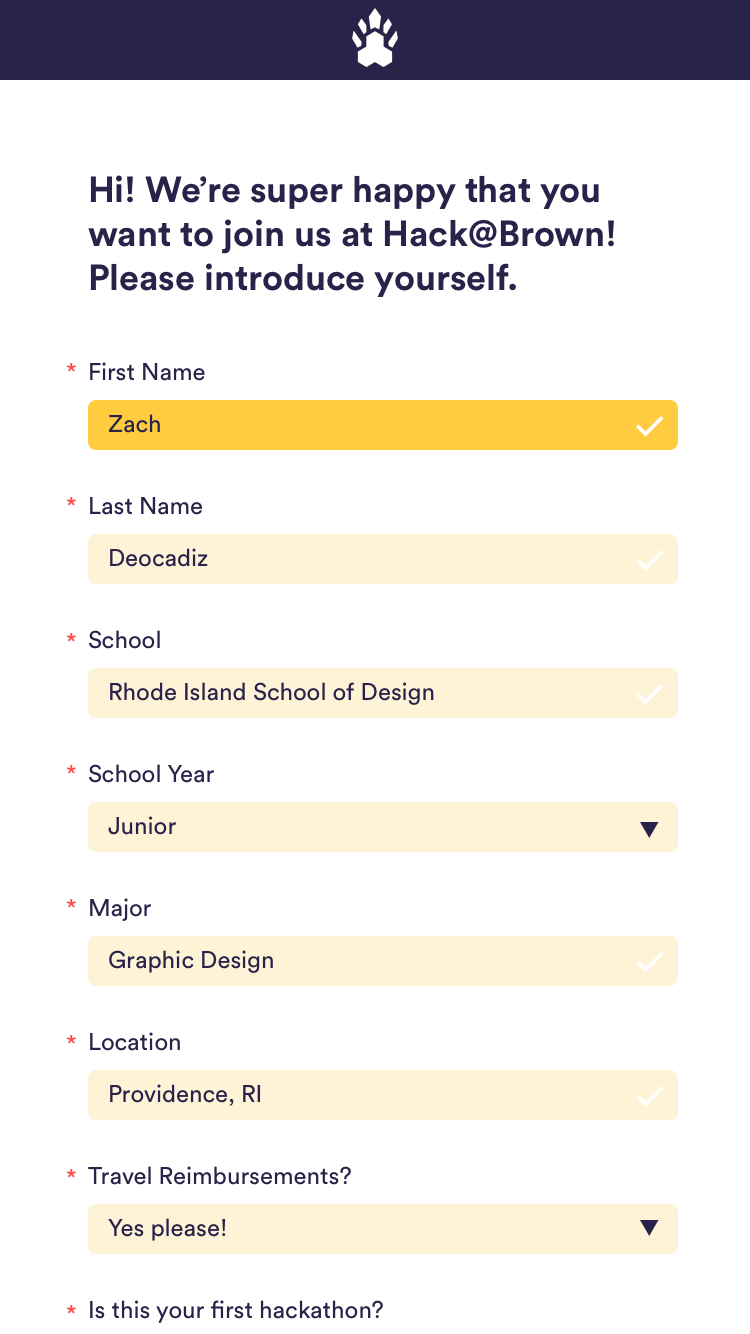 Hi! We’re super happy that you
want to join us at Hack@Brown!
Please introduce yourself.
* First Name
Zach
* Last Name
Deocadiz
* School
Rhode Island School of Design
* School Year
Junior
* Major
Graphic Design
* Location
Providence, RI
* Travel Reimbursements?
Yes please!
* Is this your first hackathon?